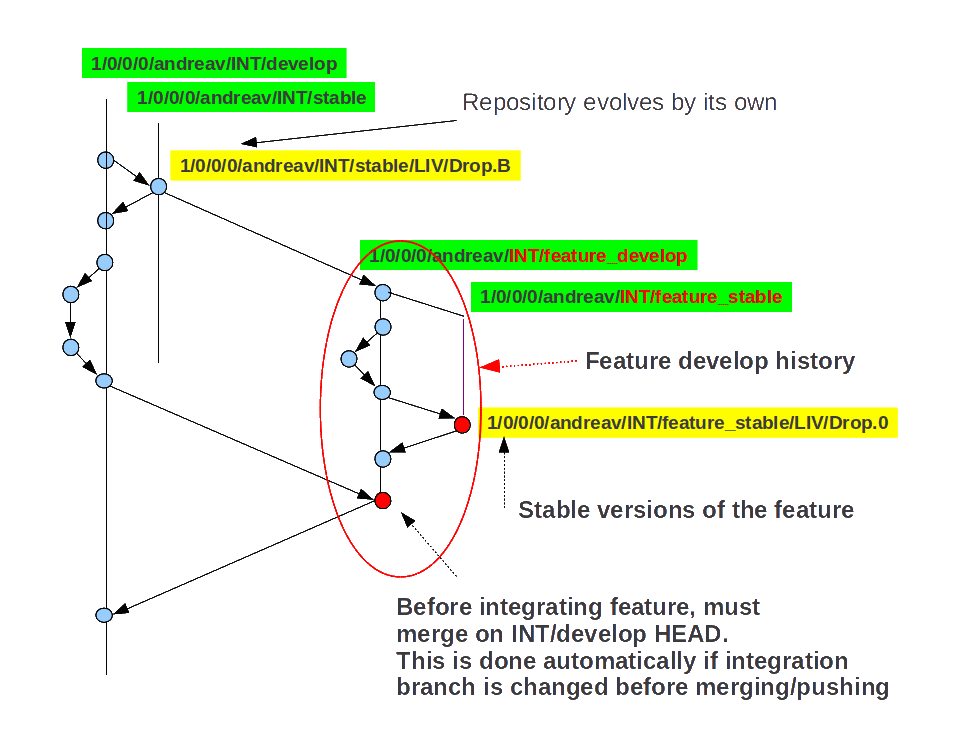 1/0/0/0/andreav/INT/develop
1/0/0/0/andreav/INT/stable
Repository evolves by its own
1/0/0/0/andreav/INT/stable/LIV/Drop.B
1/0/0/0/andreav/INT/feature_develop
1/0/0/0/andreav/INT/feature_stable
Feature develop history
1/0/0/0/andreav/INT/feature_stable/LIV/Drop.0
Stable versions of the feature
Before integrating feature, must
merge on INT/develop HEAD.
This is done automatically if integration
branch is changed before merging/pushing